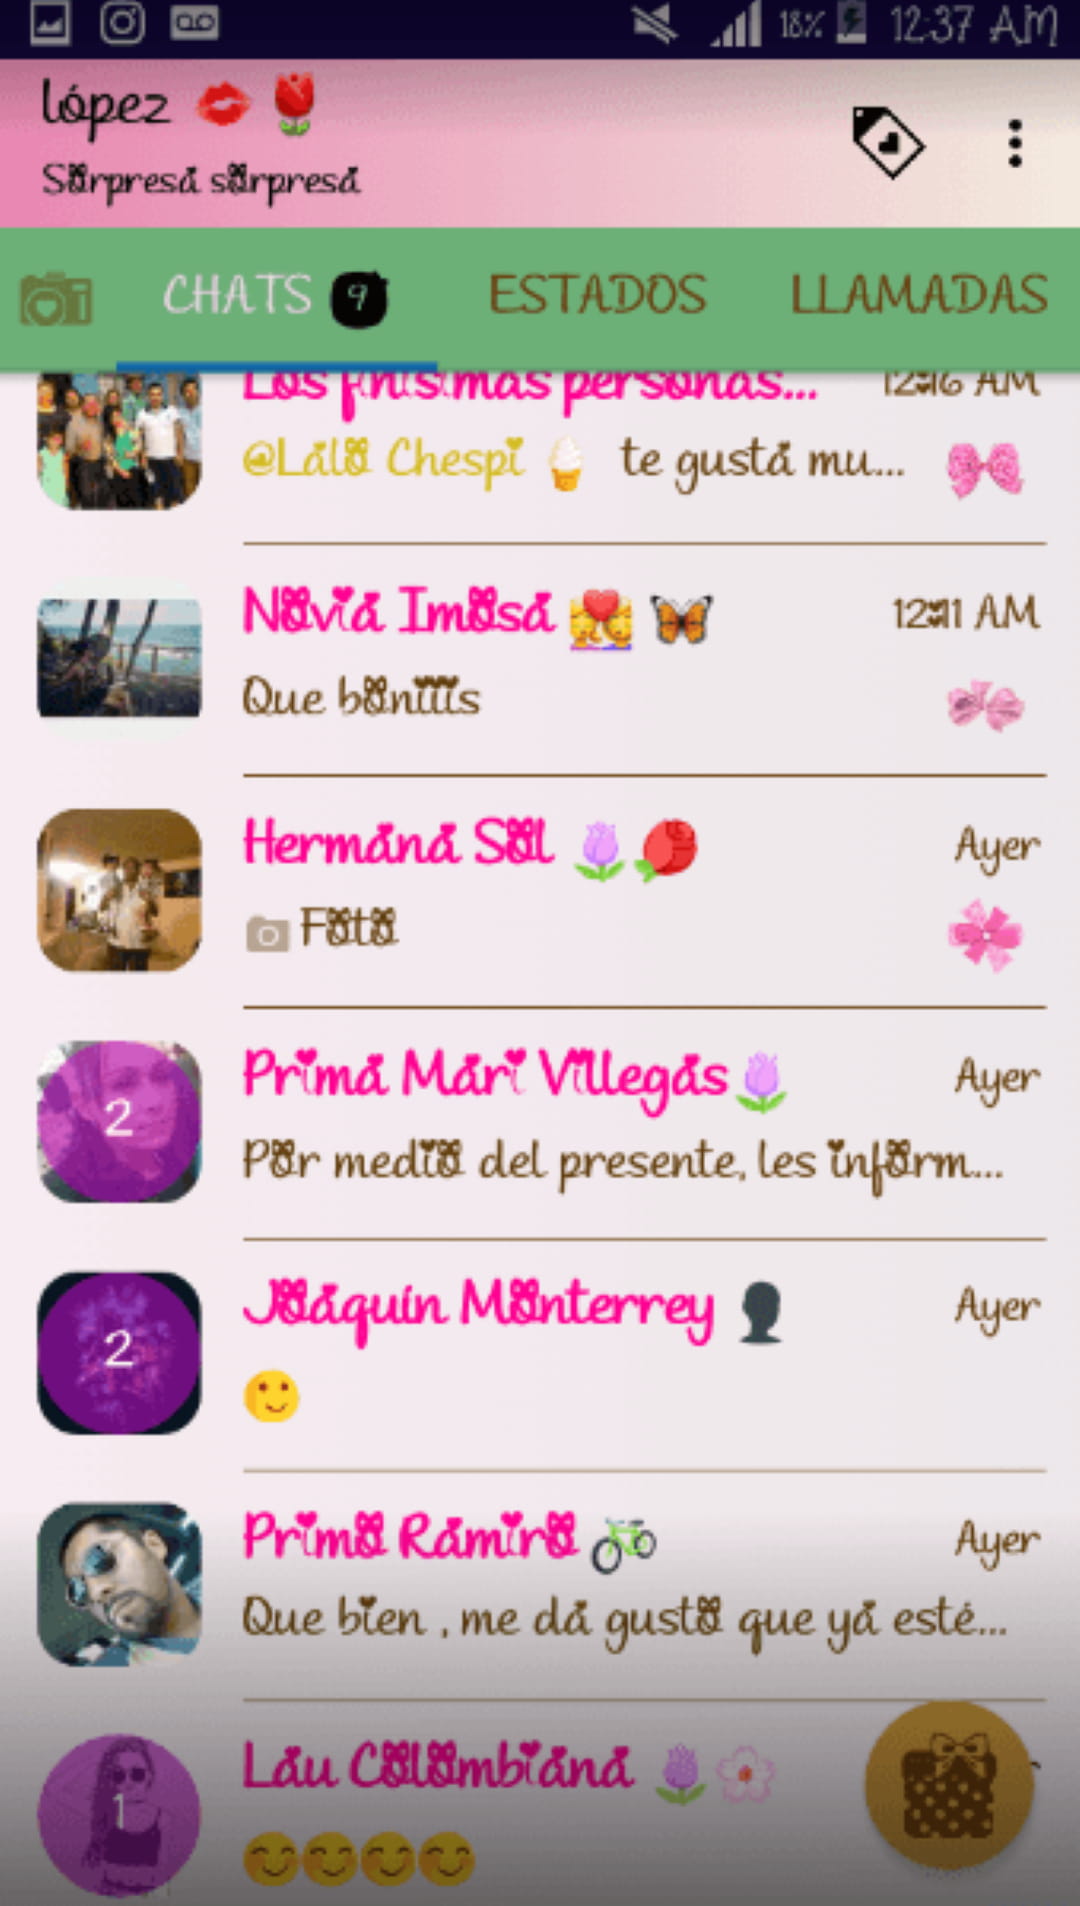 18% 12:37 AM
lópez 💋🌹
Sorpresa sorpresa
CHATS 9 ESTADOS LLAMADAS
Los finísimas personas... 12:16 AM
@Lalo Chespi 🍦 te gusta mu...
Novia Imosa 💏🦋 12:11 AM
Que boniiis
Hermana Sol 🌷🌹 Ayer
Foto
2
Prima Mari Villegas🌷 Ayer
Por medio del presente, les inform...
2
Joaquín Monterrey 👤 Ayer
🙂
Primo Ramiro 🚲 Ayer
Que bien , me da gusto que ya esté...
1
Lau Colombiana 🌷🌸
😊😊😊😊